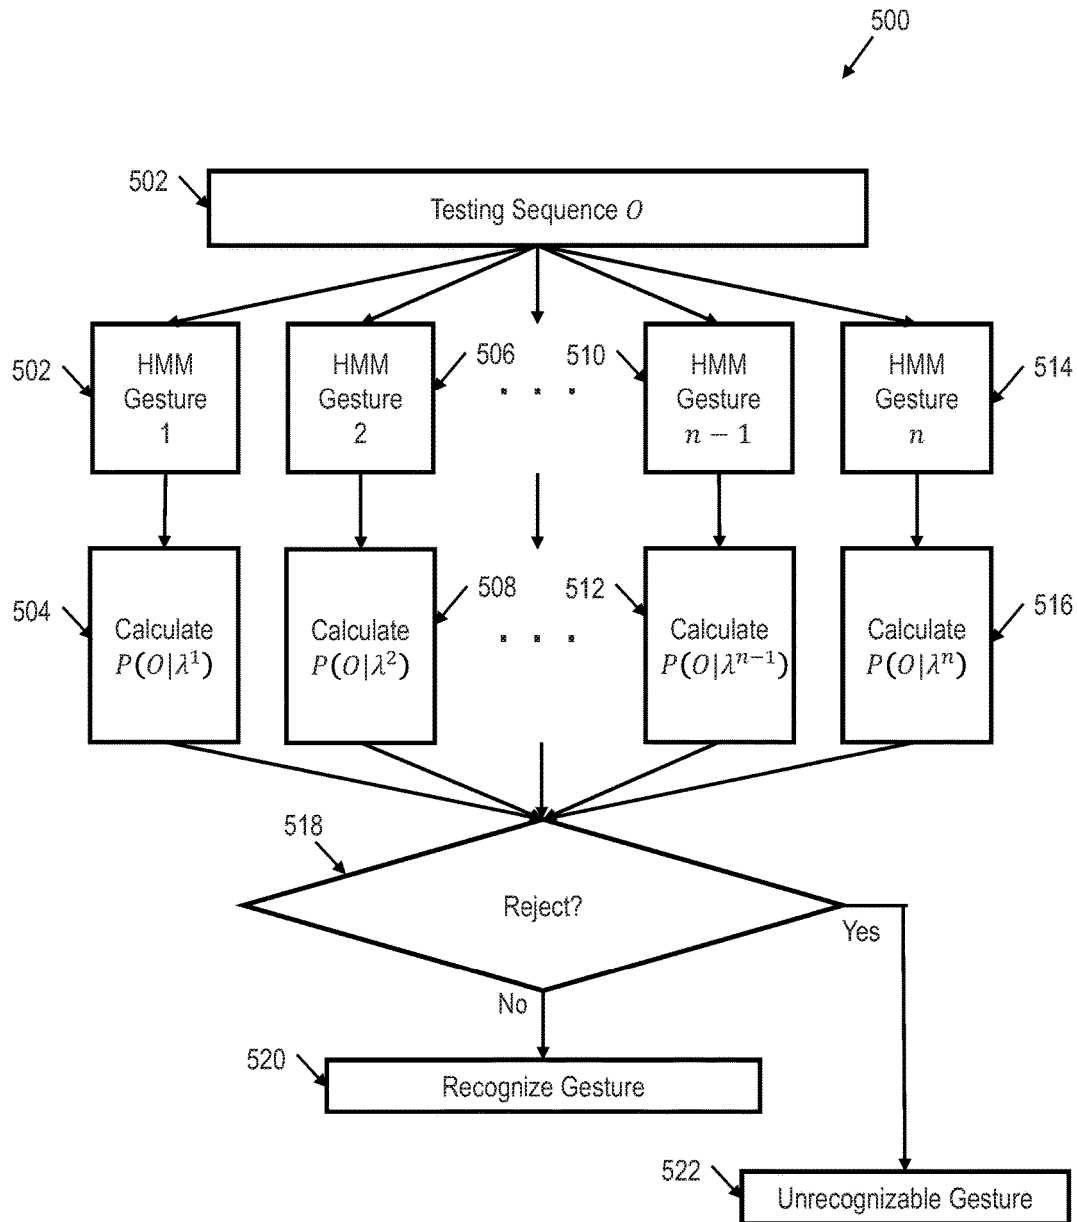 500
502
Testing Sequence O
502
HMM
Gesture
1
HMM
Gesture
2
506
. . .
510
HMM
Gesture
n − 1
HMM
Gesture
n
514
504
Calculate
P(O|λ¹)
Calculate
P(O|λ²)
508
. . .
512
Calculate
P(O|λⁿ⁻¹)
Calculate
P(O|λⁿ)
516
518
Reject?
Yes
No
520
Recognize Gesture
522
Unrecognizable Gesture